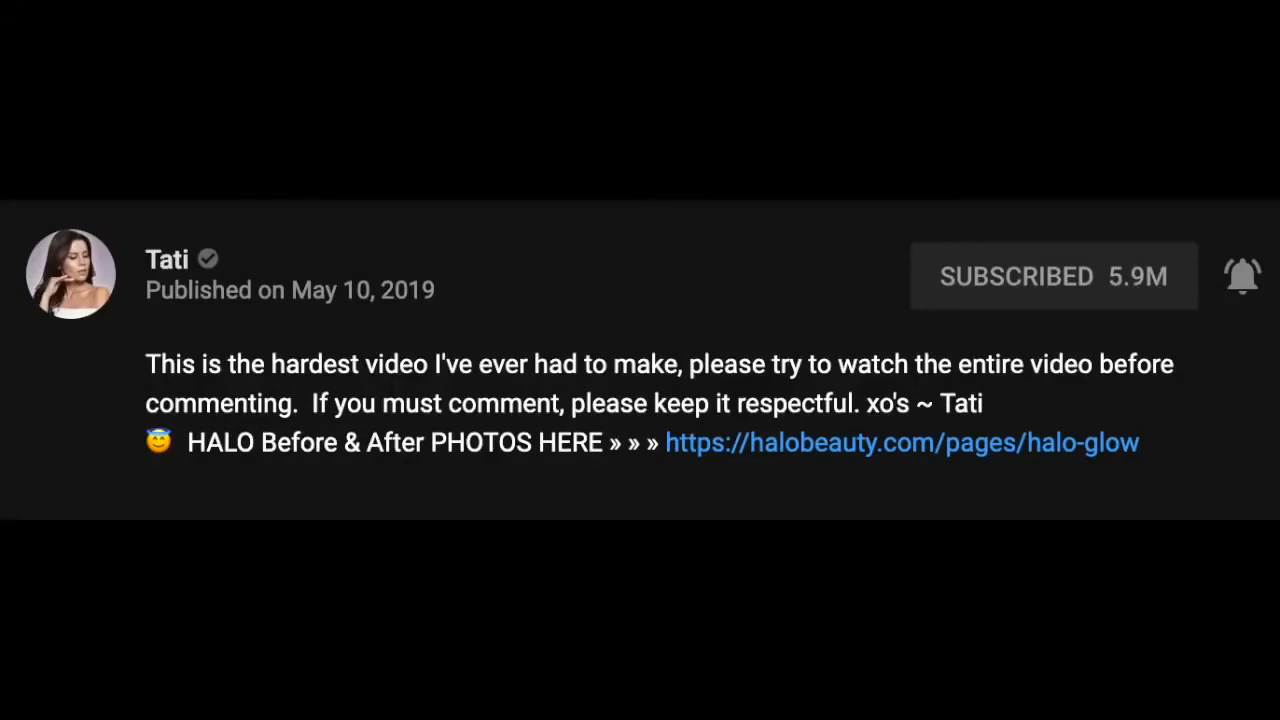 Tati
Published on May 10, 2019
SUBSCRIBED 5.9M
This is the hardest video I've ever had to make, please try to watch the entire video before
commenting.  If you must comment, please keep it respectful. xo's ~ Tati
😇 HALO Before & After PHOTOS HERE » » » https://halobeauty.com/pages/halo-glow